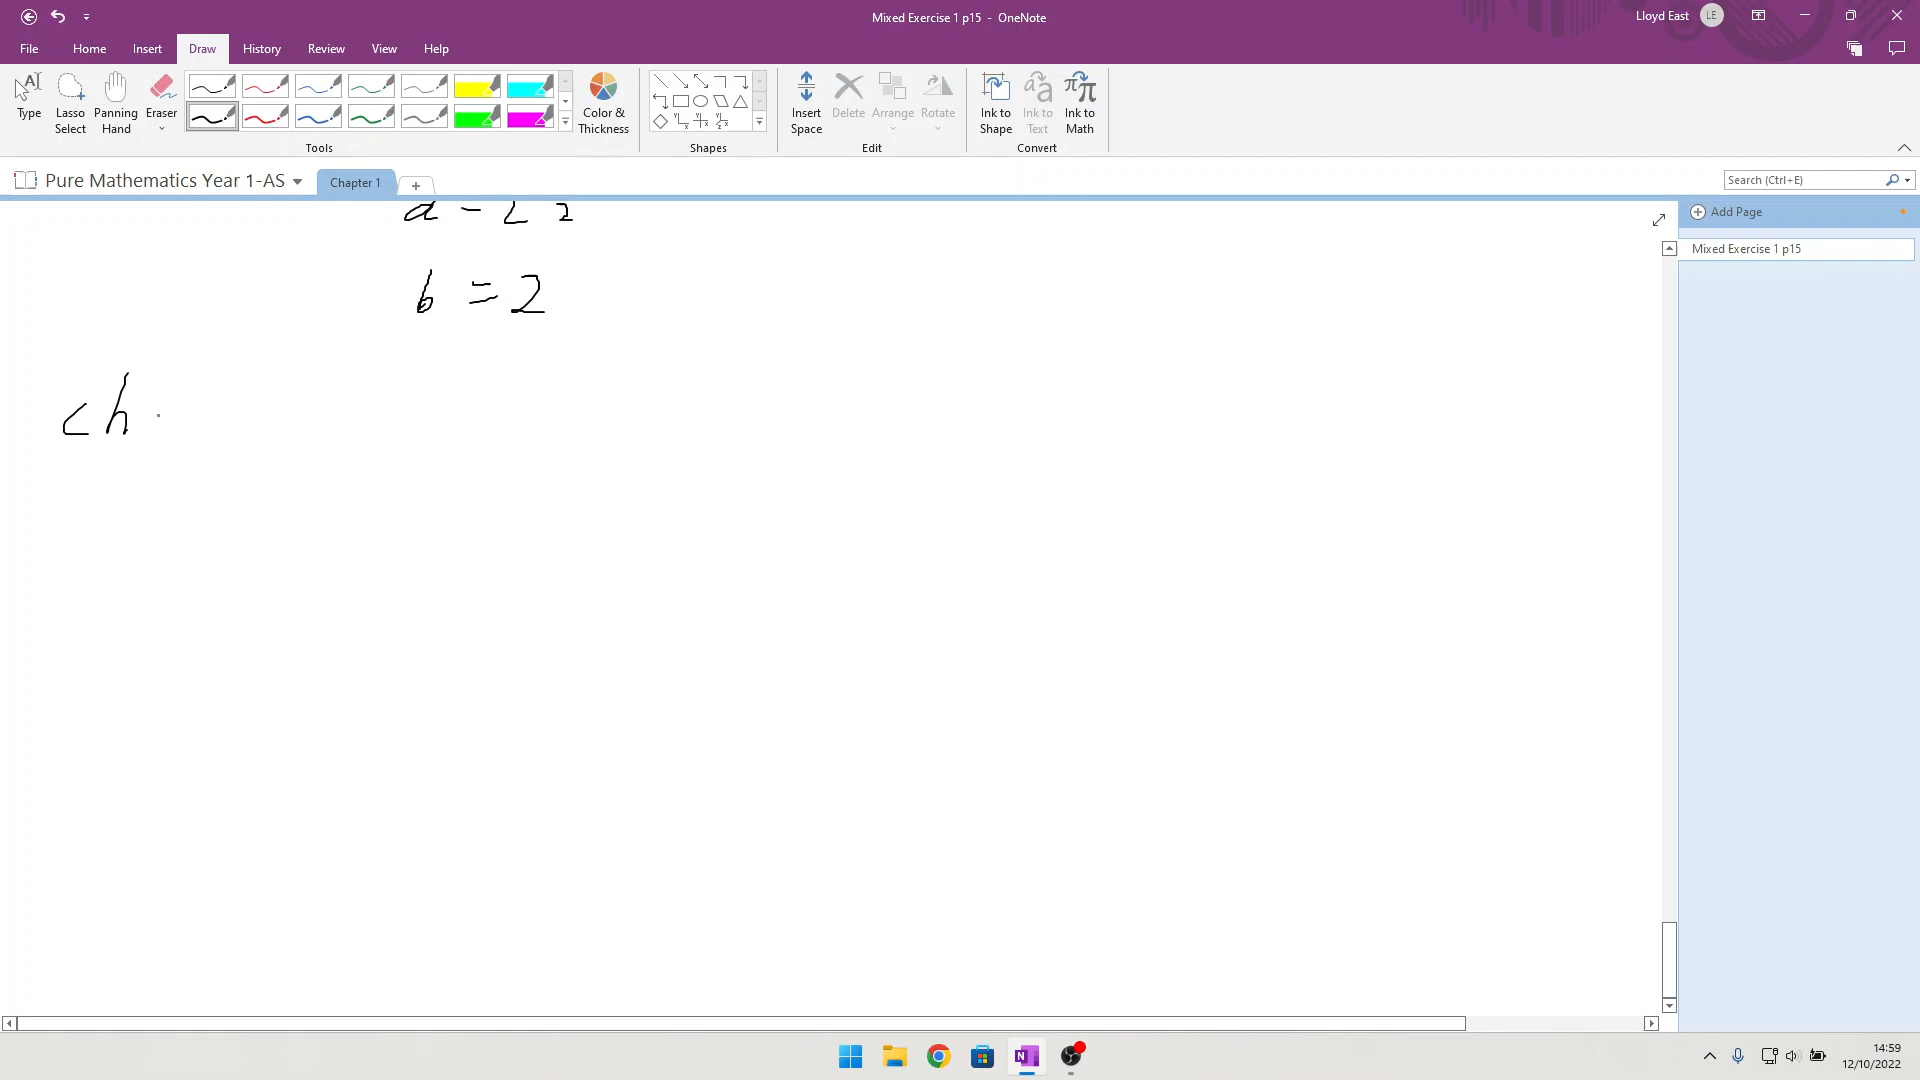 Mixed Exercise 1 p15 - OneNote
Lloyd East
LE
File
Home
Insert
Draw
History
Review
View
Help
Type
Lasso
Select
Panning
Hand
Eraser
Color &
Thickness
Insert
Space
Delete
Arrange
Rotate
Ink to
Shape
Ink to
Text
Ink to
Math
Tools
Shapes
Edit
Convert
Pure Mathematics Year 1-AS
Chapter 1
Search (Ctrl+E)
Add Page
Mixed Exercise 1 p15
b = 2
ch
14:59
12/10/2022